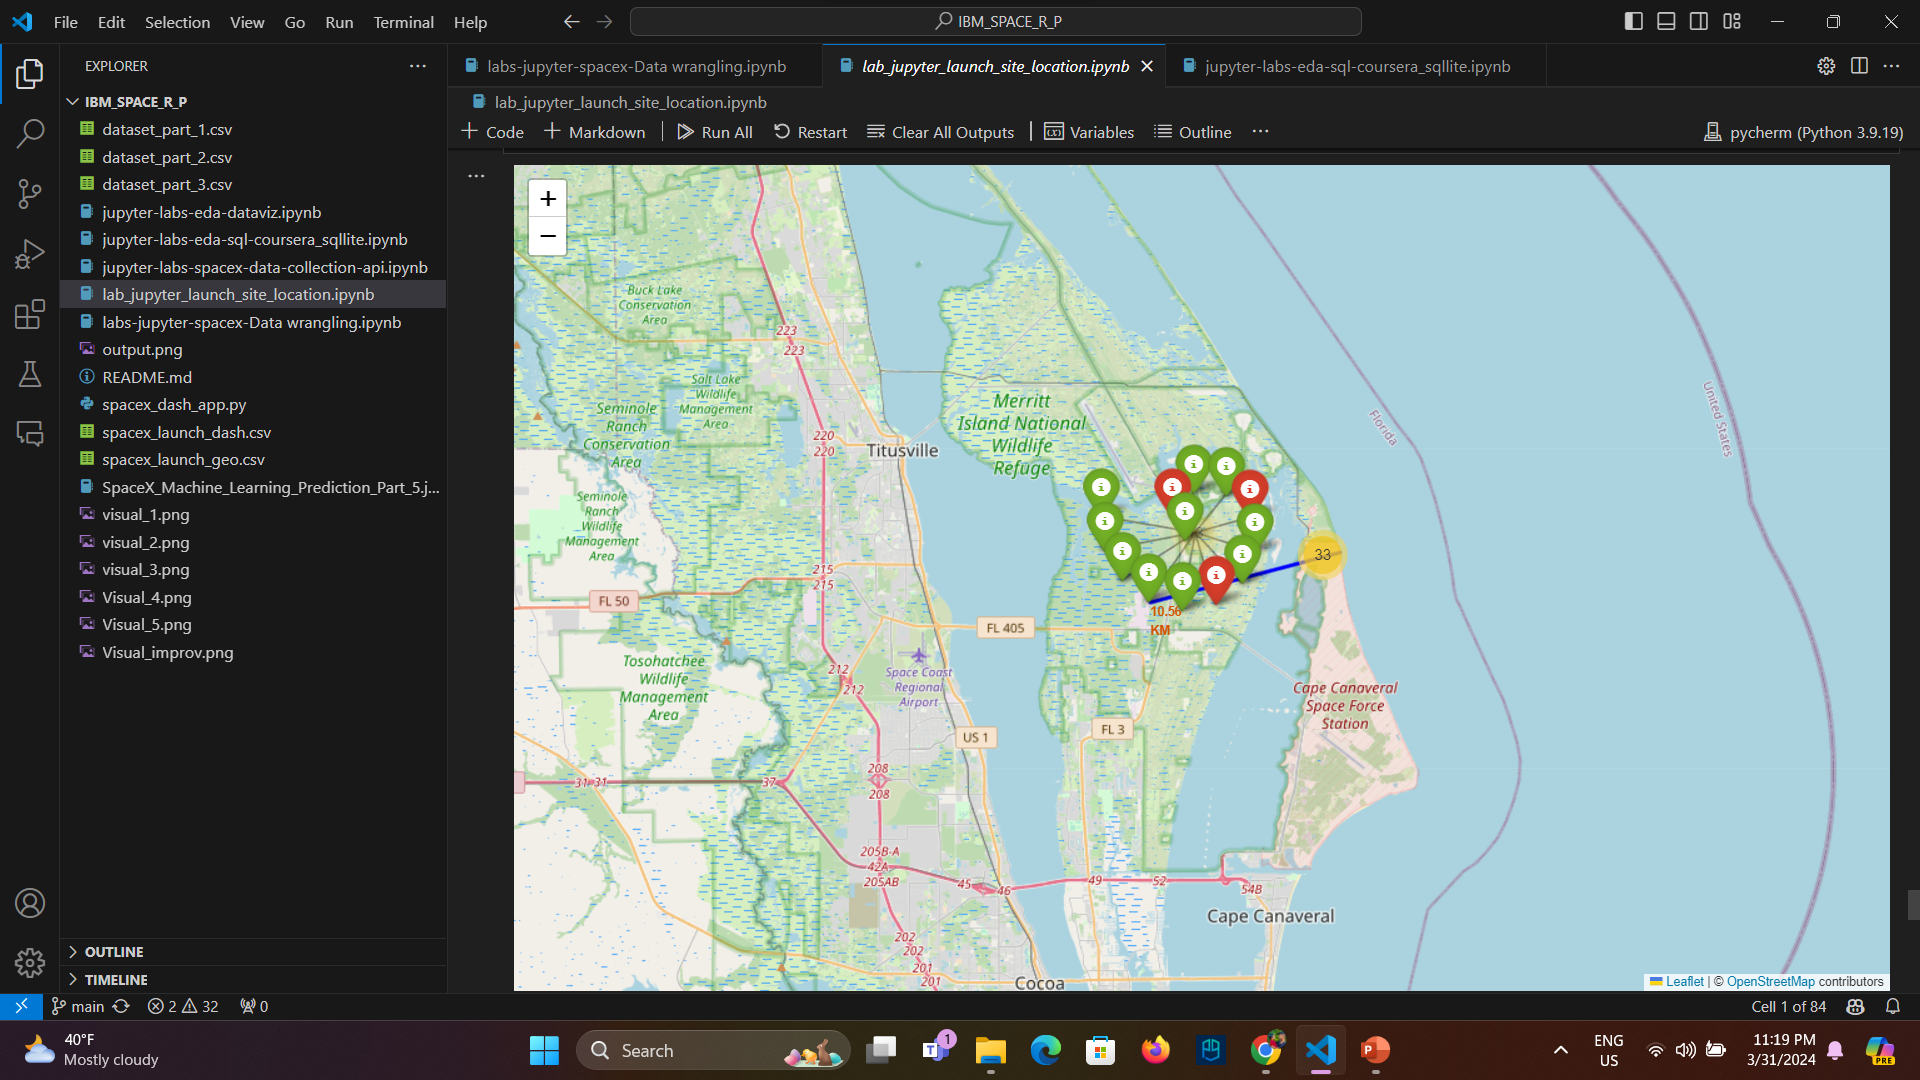 File Edit Selection View Go Run Terminal Help
IBM_SPACE_R_P
EXPLORER
IBM_SPACE_R_P
dataset_part_1.csv
dataset_part_2.csv
dataset_part_3.csv
jupyter-labs-eda-dataviz.ipynb
jupyter-labs-eda-sql-coursera_sqllite.ipynb
jupyter-labs-spacex-data-collection-api.ipynb
lab_jupyter_launch_site_location.ipynb
labs-jupyter-spacex-Data wrangling.ipynb
output.png
README.md
spacex_dash_app.py
spacex_launch_dash.csv
spacex_launch_geo.csv
SpaceX_Machine_Learning_Prediction_Part_5.j...
visual_1.png
visual_2.png
visual_3.png
Visual_4.png
Visual_5.png
Visual_improv.png
OUTLINE
TIMELINE
labs-jupyter-spacex-Data wrangling.ipynb
lab_jupyter_launch_site_location.ipynb
jupyter-labs-eda-sql-coursera_sqllite.ipynb
lab_jupyter_launch_site_location.ipynb
Code Markdown Run All Restart Clear All Outputs Variables Outline ...
pycherm (Python 3.9.19)
+
−
Buck Lake
Conservation
Area
223
223
Salt Lake
Wildlife
Management
Area
Seminole
Ranch
Conservation
Area
220
220
Titusville
Merritt
Island National
Wildlife
Refuge
Florida
United States
Seminole
Ranch
Wildlife
Management
Area
33
215
215
FL 50
10.56
KM
FL 405
Tosohatchee
Wildlife
Management
Area
212
212
Space Coast
Regional
Airport
Cape Canaveral
Space Force
Station
US 1
FL 3
31-31
37
208
208
205B-A
42A
205AB
45
46
49
52
54B
Cape Canaveral
202
202
201
201
Cocoa
Leaflet | © OpenStreetMap contributors
main 2 32 0
Cell 1 of 84
40°F
Mostly cloudy
Search
1
ENG
US
11:19 PM
3/31/2024
PRE